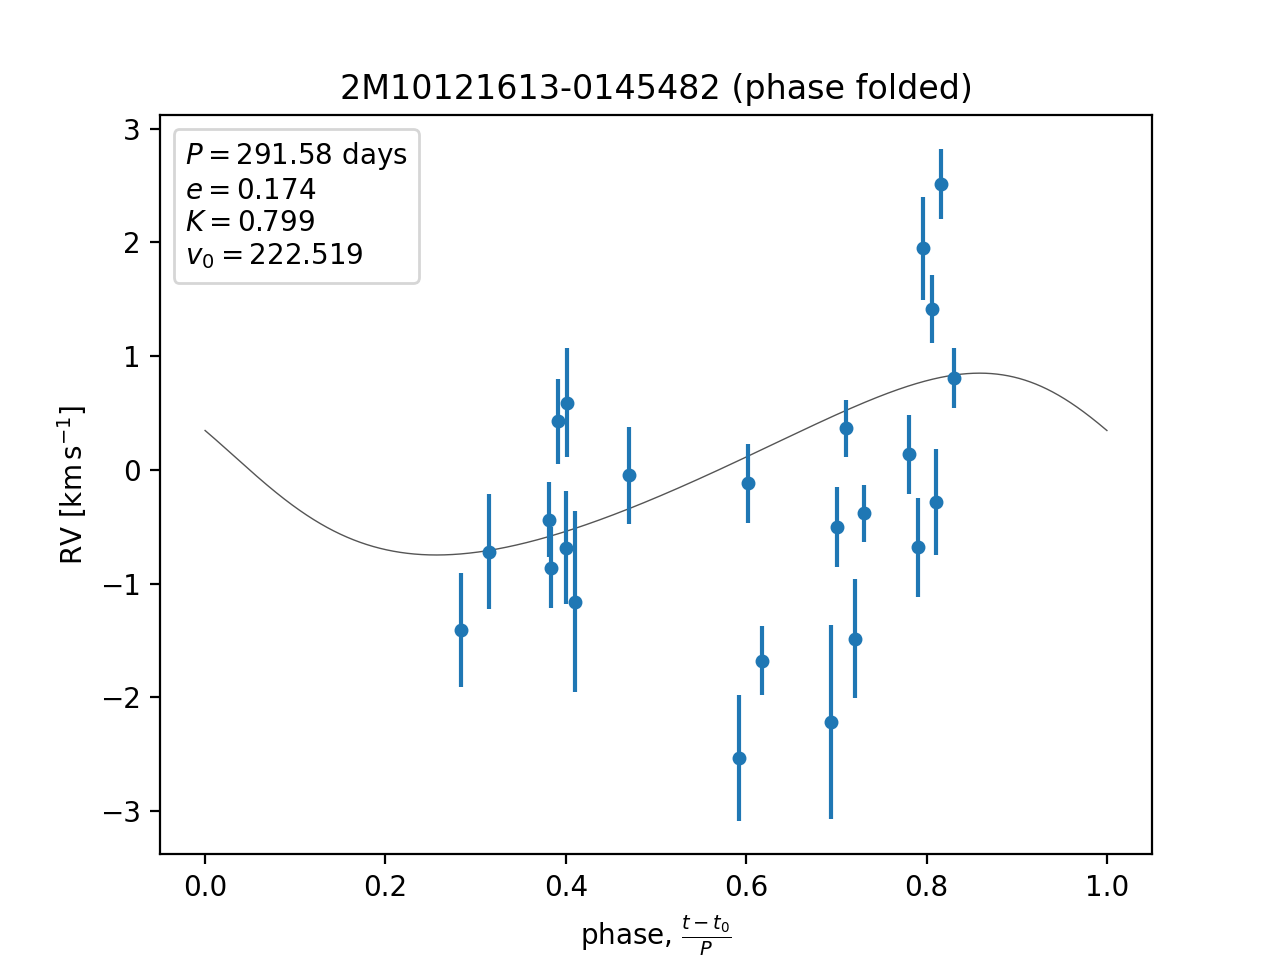 2M10121613-0145482 (phase folded)
P = 291.58 days
e = 0.174
K = 0.799
v₀ = 222.519
3
2
1
0
−1
−2
−3
RV [km s⁻¹]
0.0 0.2 0.4 0.6 0.8 1.0
phase, (t − t₀)/P